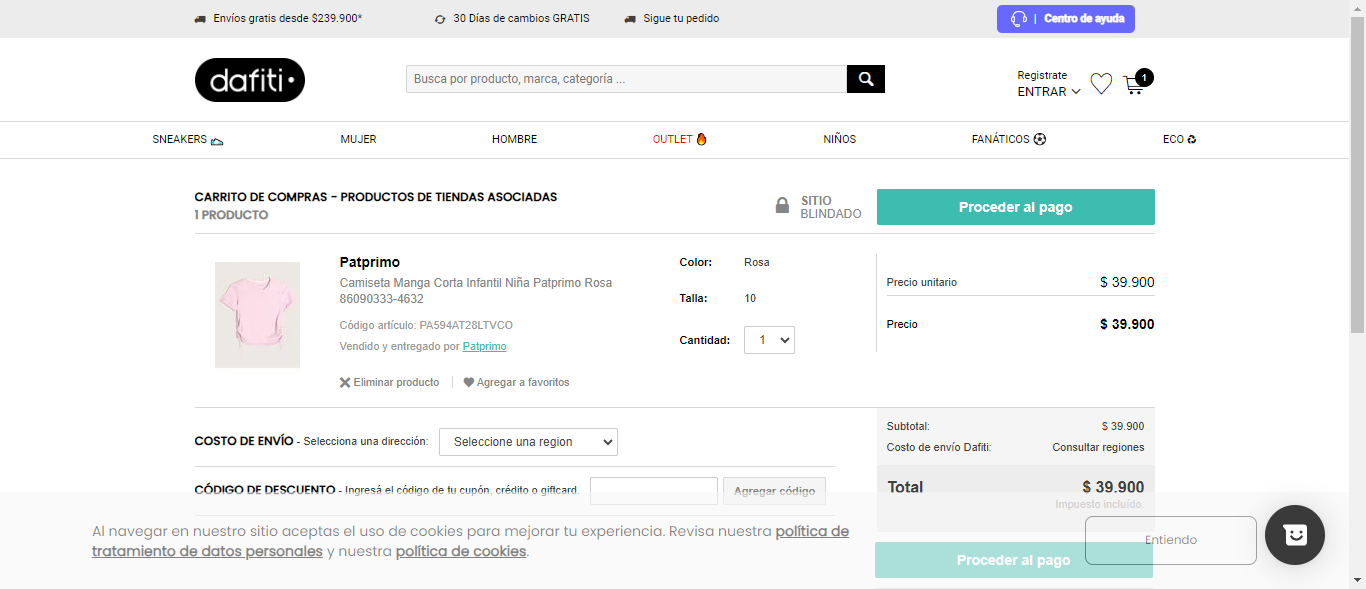 Envíos gratis desde $239.900*
30 Días de cambios GRATIS
Sigue tu pedido
| Centro de ayuda
dafiti
Busca por producto, marca, categoría ...
Registrate
ENTRAR
1
SNEAKERS
MUJER
HOMBRE
OUTLET
NIÑOS
FANÁTICOS
ECO
CARRITO DE COMPRAS - PRODUCTOS DE TIENDAS ASOCIADAS
1 PRODUCTO
SITIO
BLINDADO
Proceder al pago
Patprimo
Camiseta Manga Corta Infantil Niña Patprimo Rosa
86090333-4632
Código artículo: PA594AT28LTVCO
Vendido y entregado por Patprimo
Eliminar producto
Agregar a favoritos
Color: Rosa
Talla: 10
Cantidad: 1
Precio unitario $ 39.900
Precio $ 39.900
COSTO DE ENVÍO - Selecciona una dirección: Seleccione una region
CÓDIGO DE DESCUENTO - Ingresá el código de tu cupón, crédito o giftcard. Agregar código
Subtotal: $ 39.900
Costo de envío Dafiti: Consultar regiones
Total $ 39.900
Impuesto incluído.
Proceder al pago
Al navegar en nuestro sitio aceptas el uso de cookies para mejorar tu experiencia. Revisa nuestra política de
tratamiento de datos personales y nuestra política de cookies.
Entiendo